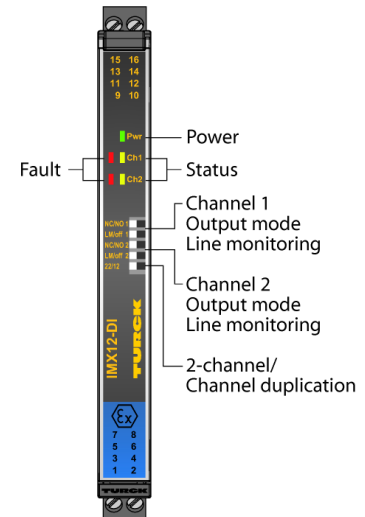 15 16
13 14
11 12
9 10
Pwr
Power
Fault
Ch1
Status
Ch2
Channel 1
Output mode
Line monitoring
NC/NO 1
LM/off 1
NC/NO 2
LM/off 2
22/12
Channel 2
Output mode
Line monitoring
2-channel/
Channel duplication
IMX12-DI
TURCK
Ex
7 8
5 6
3 4
1 2
TURCK